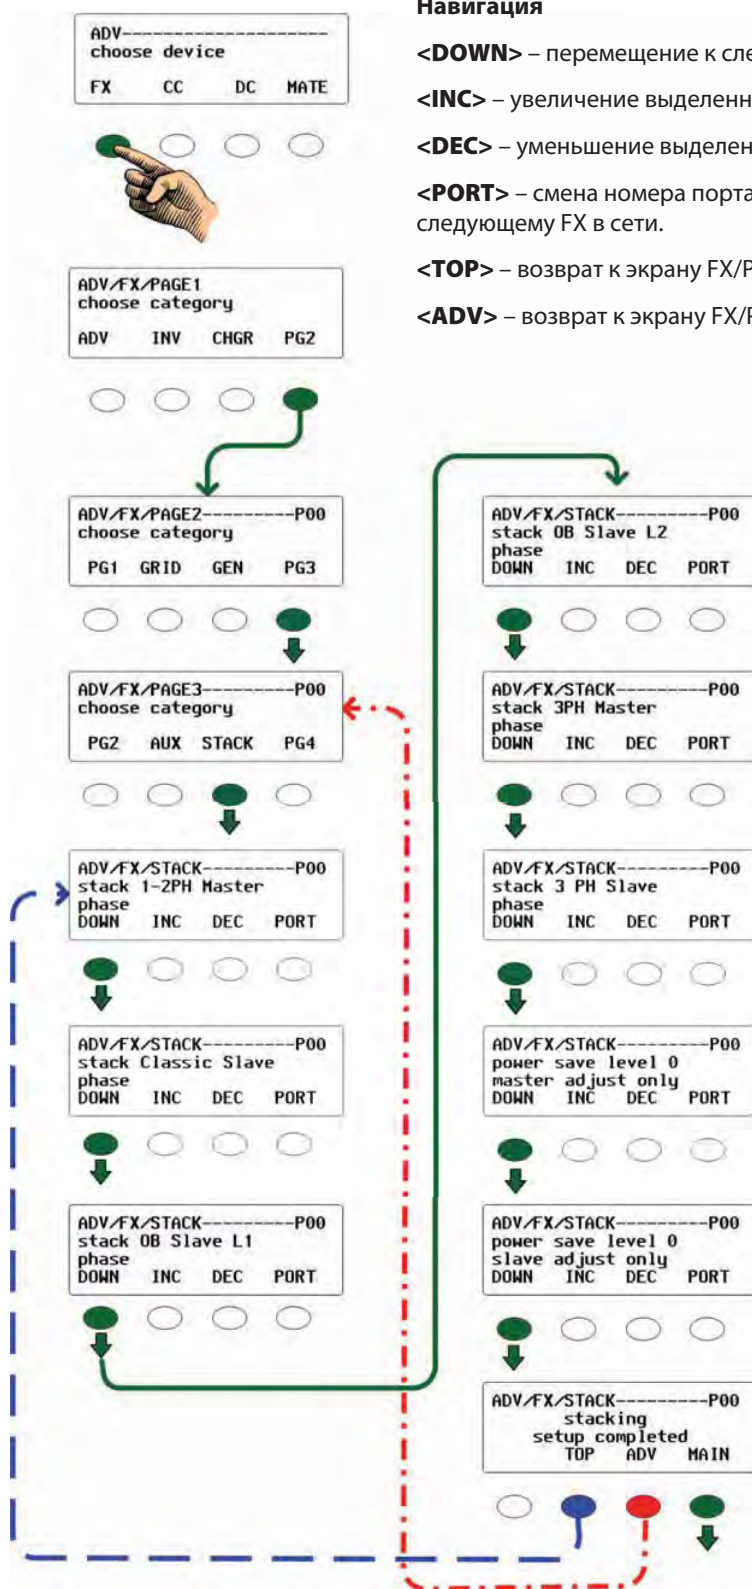 Навигация
<DOWN> – перемещение к сле
<INC> – увеличение выделенн
<DEC> – уменьшение выделен
<PORT> – смена номера порта
следующему FX в сети.
<TOP> – возврат к экрану FX/P
<ADV> – возврат к экрану FX/P
ADV----------------------
choose device
FX CC DC MATE
ADV/FX/PAGE1
choose category
ADV INV CHGR PG2
ADV/FX/PAGE2---------P00
choose category
PG1 GRID GEN PG3
ADV/FX/PAGE3---------P00
choose category
PG2 AUX STACK PG4
ADV/FX/STACK---------P00
stack 1-2PH Master
phase
DOWN INC DEC PORT
ADV/FX/STACK---------P00
stack Classic Slave
phase
DOWN INC DEC PORT
ADV/FX/STACK---------P00
stack OB Slave L1
phase
DOWN INC DEC PORT
ADV/FX/STACK---------P00
stack OB Slave L2
phase
DOWN INC DEC PORT
ADV/FX/STACK---------P00
stack 3PH Master
phase
DOWN INC DEC PORT
ADV/FX/STACK---------P00
stack 3 PH Slave
phase
DOWN INC DEC PORT
ADV/FX/STACK---------P00
power save level 0
master adjust only
DOWN INC DEC PORT
ADV/FX/STACK---------P00
power save level 0
slave adjust only
DOWN INC DEC PORT
ADV/FX/STACK---------P00
stacking
setup completed
TOP ADV MAIN